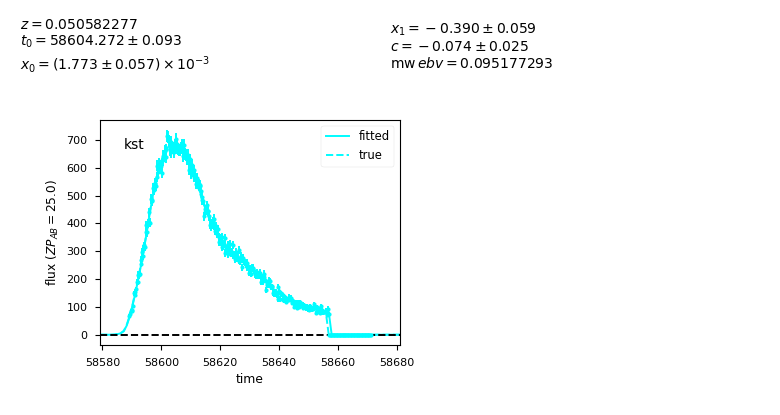 z = 0.050582277
t₀ = 58604.272 ± 0.093
x₀ = (1.773 ± 0.057) × 10⁻³
x₁ = −0.390 ± 0.059
c = −0.074 ± 0.025
mw ebv = 0.095177293
kst
fitted
true
700
600
500
400
300
200
100
0
flux (ZP_AB = 25.0)
58580 58600 58620 58640 58660 58680
time